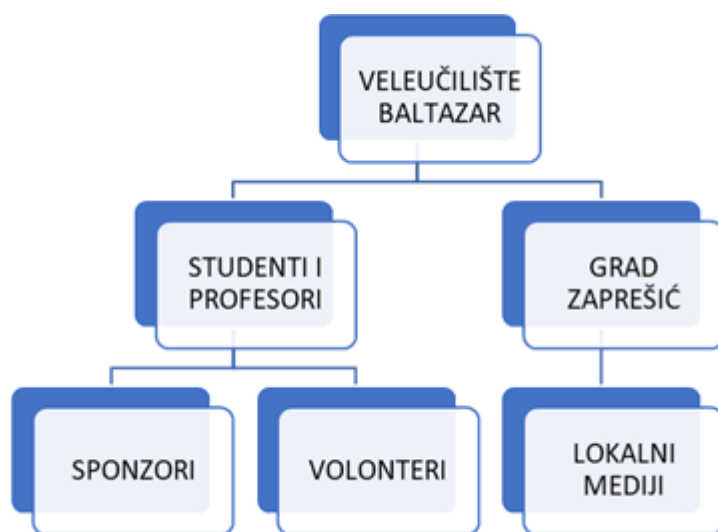 VELEUČILIŠTE
BALTAZAR
STUDENTI I
PROFESORI
GRAD
ZAPREŠIĆ
SPONZORI
VOLONTERI
LOKALNI
MEDIJI